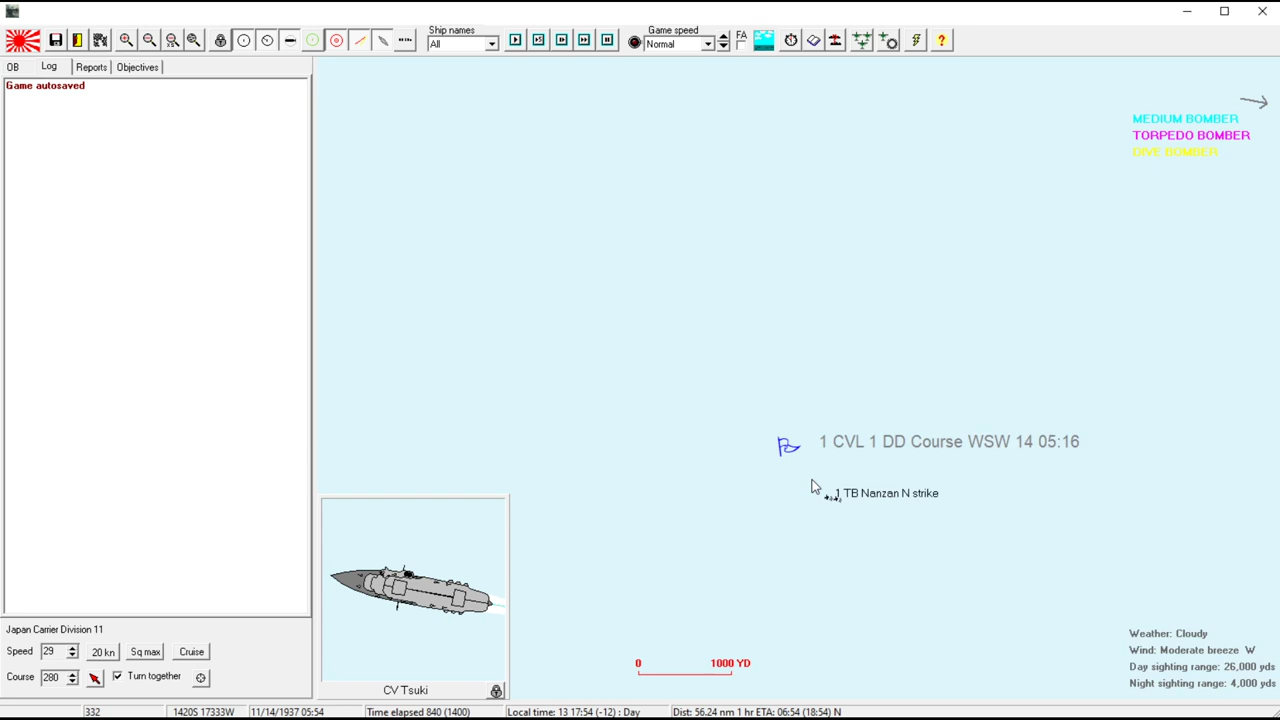 Ship names
Game speed
All
Normal
FA
OB
Log
Reports
Objectives
Game autosaved
MEDIUM BOMBER
TORPEDO BOMBER
DIVE BOMBER
1 CVL 1 DD Course WSW 14 05:16
1 TB Nanzan N strike
Japan Carrier Division 11
Speed 29 20 kn Sq max Cruise
Course 280 Turn together
CV Tsuki
0 1000 YD
Weather: Cloudy
Wind: Moderate breeze W
Day sighting range: 26,000 yds
Night sighting range: 4,000 yds
332 1420S 17333W 11/14/1937 05:54 Time elapsed 840 (1400) Local time: 13 17:54 (-12) : Day Dist: 56.24 nm 1 hr ETA: 06:54 (18:54) N